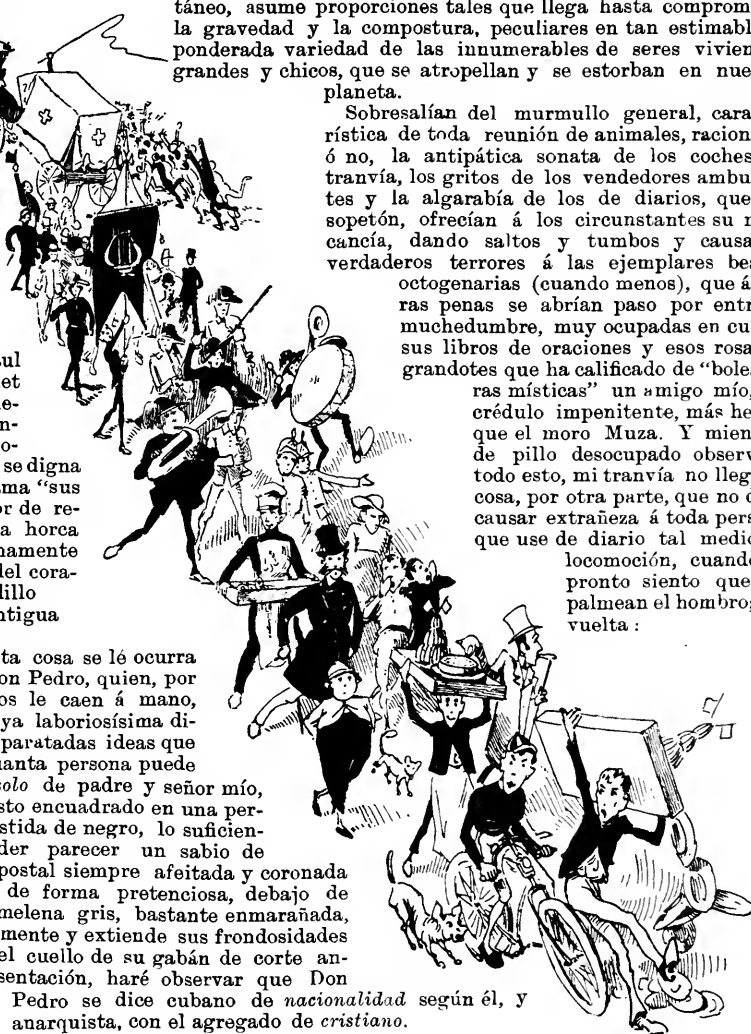 táneo, asume proporciones tales que llega hasta comprom
la gravedad y la compostura, peculiares en tan estimabl
ponderada variedad de las innumerables de seres vivien
grandes y chicos, que se atropellan y se estorban en nue
planeta.
Sobresalían del murmullo general, cara
rística de toda reunión de animales, racion
ó no, la antipática sonata de los coches
tranvía, los gritos de los vendedores ambu
tes y la algarabía de los de diarios, que
sopetón, ofrecían á los circunstantes su
cancía, dando saltos y tumbos y causa
verdaderos terrores á las ejemplares be
octogenarias (cuando menos), que á
ras penas se abrían paso por entr
muchedumbre, muy ocupadas en cu
sus libros de oraciones y esos rosa
grandotes que ha calificado de “bole
ras místicas” un amigo mío,
crédulo impenitente, más he
que el moro Muza. Y mien
de pillo desocupado observ
todo esto, mi tranvía no lleg
cosa, por otra parte, que no
causar extrañeza á toda pers
que use de diario tal medi
locomoción, cuand
pronto siento que
palmean el hombro;
vuelta :
sul
et
e-
n-
o-
se digna
ma “sus
or de re-
a horca
namente
del cora-
dillo
ntigua
ta cosa se lé ocurra
on Pedro, quien, por
os le caen á mano,
ya laboriosísima di-
paratadas ideas que
uanta persona puede
solo de padre y señor mío,
sto encuadrado en una per-
stida de negro, lo suficien-
der parecer un sabio de
postal siempre afeitada y coronada
de forma pretenciosa, debajo de
melena gris, bastante enmarañada,
mente y extiende sus frondosidades
el cuello de su gabán de corte an-
sentación, haré observar que Don
Pedro se dice cubano de nacionalidad según él, y
anarquista, con el agregado de cristiano.